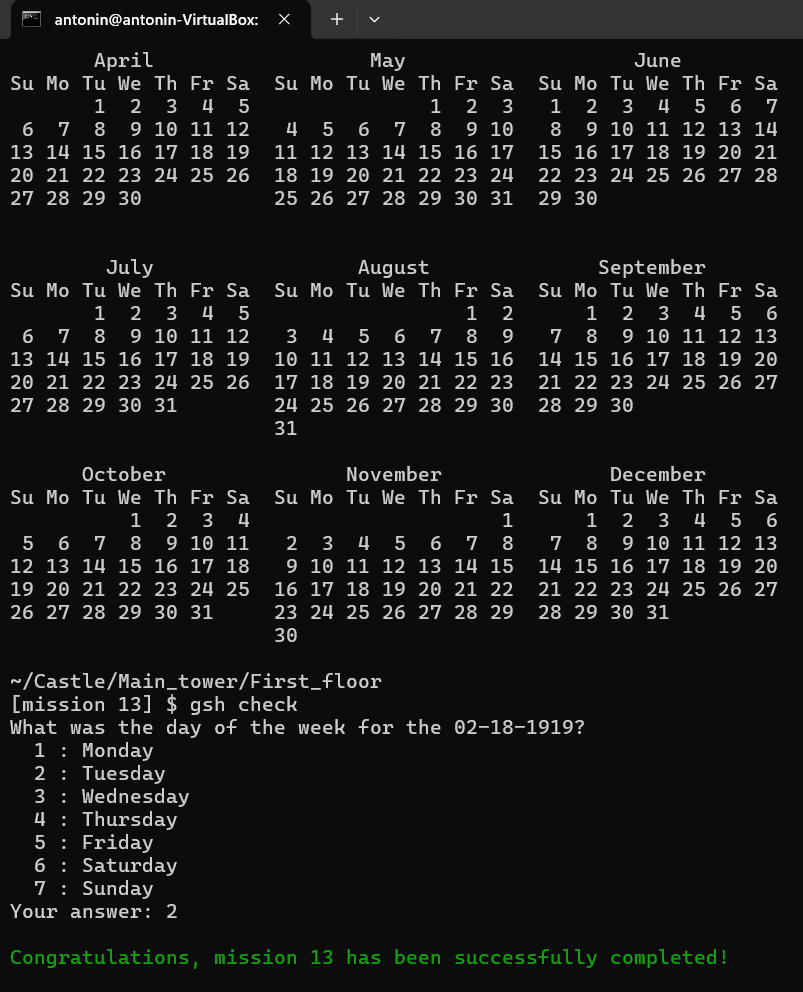 antonin@antonin-VirtualBox:
       April                  May                   June
Su Mo Tu We Th Fr Sa  Su Mo Tu We Th Fr Sa  Su Mo Tu We Th Fr Sa
       1  2  3  4  5               1  2  3   1  2  3  4  5  6  7
 6  7  8  9 10 11 12   4  5  6  7  8  9 10   8  9 10 11 12 13 14
13 14 15 16 17 18 19  11 12 13 14 15 16 17  15 16 17 18 19 20 21
20 21 22 23 24 25 26  18 19 20 21 22 23 24  22 23 24 25 26 27 28
27 28 29 30           25 26 27 28 29 30 31  29 30
        July                 August              September
Su Mo Tu We Th Fr Sa  Su Mo Tu We Th Fr Sa  Su Mo Tu We Th Fr Sa
       1  2  3  4  5                  1  2      1  2  3  4  5  6
 6  7  8  9 10 11 12   3  4  5  6  7  8  9   7  8  9 10 11 12 13
13 14 15 16 17 18 19  10 11 12 13 14 15 16  14 15 16 17 18 19 20
20 21 22 23 24 25 26  17 18 19 20 21 22 23  21 22 23 24 25 26 27
27 28 29 30 31        24 25 26 27 28 29 30  28 29 30
                      31
      October               November              December
Su Mo Tu We Th Fr Sa  Su Mo Tu We Th Fr Sa  Su Mo Tu We Th Fr Sa
          1  2  3  4                     1      1  2  3  4  5  6
 5  6  7  8  9 10 11   2  3  4  5  6  7  8   7  8  9 10 11 12 13
12 13 14 15 16 17 18   9 10 11 12 13 14 15  14 15 16 17 18 19 20
19 20 21 22 23 24 25  16 17 18 19 20 21 22  21 22 23 24 25 26 27
26 27 28 29 30 31     23 24 25 26 27 28 29  28 29 30 31
                      30
~/Castle/Main_tower/First_floor
[mission 13] $ gsh check
What was the day of the week for the 02-18-1919?
  1 : Monday
  2 : Tuesday
  3 : Wednesday
  4 : Thursday
  5 : Friday
  6 : Saturday
  7 : Sunday
Your answer: 2
Congratulations, mission 13 has been successfully completed!